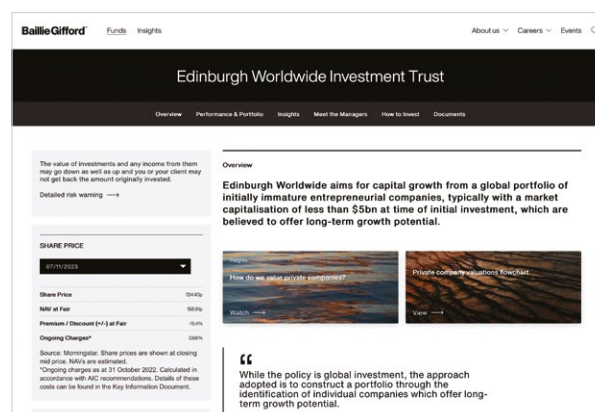 Baillie Gifford
Funds Insights
About us Careers Events
Edinburgh Worldwide Investment Trust
Overview Performance & Portfolio Insights Meet the Managers How to Invest Documents
The value of investments and any income from them
may go down as well as up and you or your client may
not get back the amount originally invested.
Detailed risk warning
SHARE PRICE
07/11/2023
Share Price 134.40p
NAV at Fair
Premium / Discount (+/-) at Fair
Ongoing Charges*
Source: Morningstar. Share prices are shown at closing
mid price. NAVs are estimated.
*Ongoing charges as at 31 October 2022. Calculated in
accordance with AIC recommendations. Details of these
costs can be found in the Key Information Document.
Overview
Edinburgh Worldwide aims for capital growth from a global portfolio of
initially immature entrepreneurial companies, typically with a market
capitalisation of less than $5bn at time of initial investment, which are
believed to offer long-term growth potential.
Insights
How do we value private companies?
Watch
Private company valuations flowchart
View
“
While the policy is global investment, the approach
adopted is to construct a portfolio through the
identification of individual companies which offer long-
term growth potential.